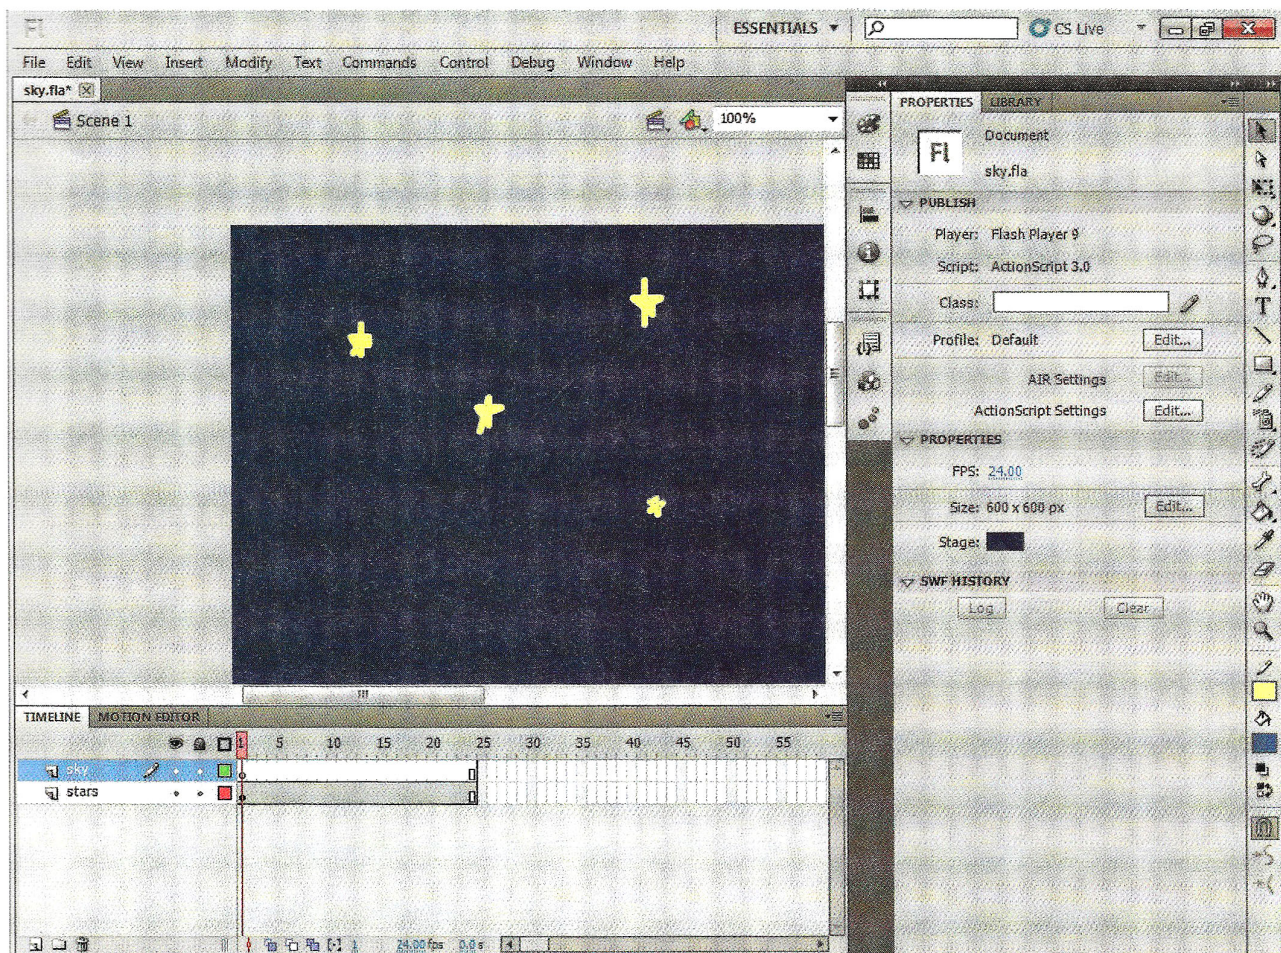 Fl
ESSENTIALS
CS Live
File Edit View Insert Modify Text Commands Control Debug Window Help
sky.fla*
Scene 1
100%
PROPERTIES LIBRARY
Fl
Document
sky.fla
PUBLISH
Player: Flash Player 9
Script: ActionScript 3.0
Class:
Profile: Default Edit...
AIR Settings Edit...
ActionScript Settings Edit...
PROPERTIES
FPS: 24.00
Size: 600 x 600 px Edit...
Stage:
SWF HISTORY
Log Clear
T
TIMELINE MOTION EDITOR
1 5 10 15 20 25 30 35 40 45 50 55
sky
stars
1 24.00 fps 0.0 s